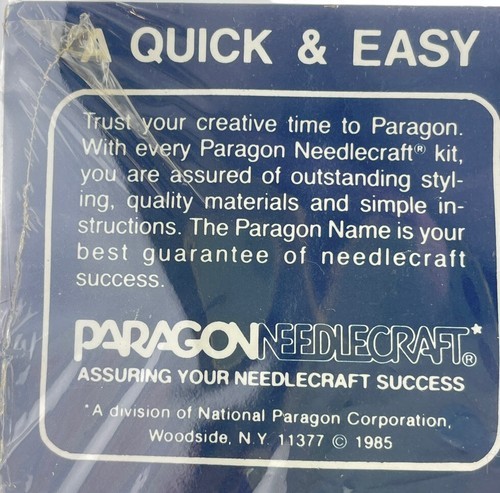 A QUICK & EASY
Trust your creative time to Paragon.
With every Paragon Needlecraft® kit,
you are assured of outstanding styl-
ing, quality materials and simple in-
structions. The Paragon Name is your
best guarantee of needlecraft
success.
PARAGON NEEDLECRAFT*®
ASSURING YOUR NEEDLECRAFT SUCCESS
*A division of National Paragon Corporation,
Woodside, N.Y. 11377 © 1985